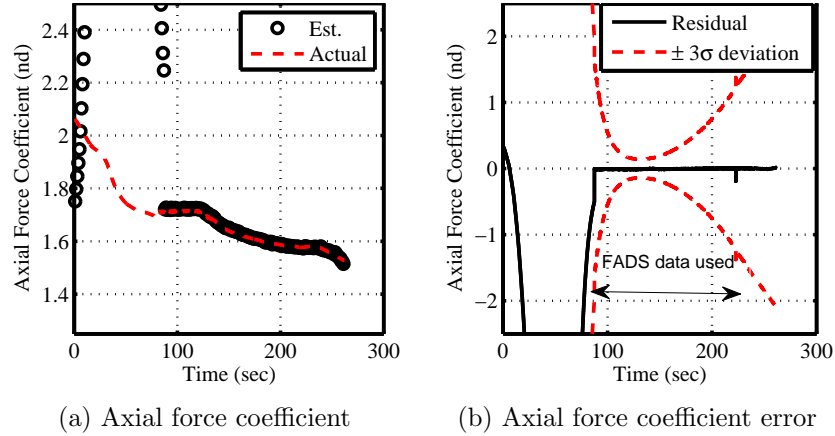 Axial Force Coefficient (nd)
2.4
2.2
2
1.8
1.6
1.4
0
100
200
300
Time (sec)
Est.
Actual
(a) Axial force coefficient
Axial Force Coefficient (nd)
2
1
0
-1
-2
0
100
200
300
Time (sec)
Residual
± 3σ deviation
FADS data used
(b) Axial force coefficient error